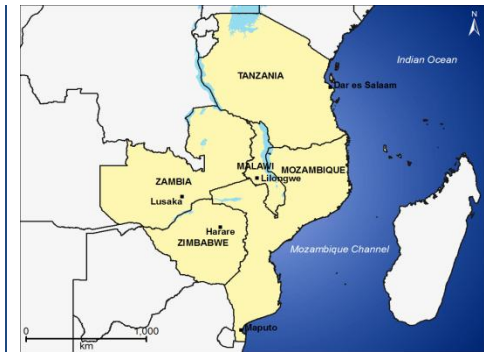 N
Indian Ocean
TANZANIA
Dar es Salaam
MALAWI
MOZAMBIQUE
Lilongwe
ZAMBIA
Lusaka
Harare
ZIMBABWE
Mozambique Channel
Maputo
0 1,000
km